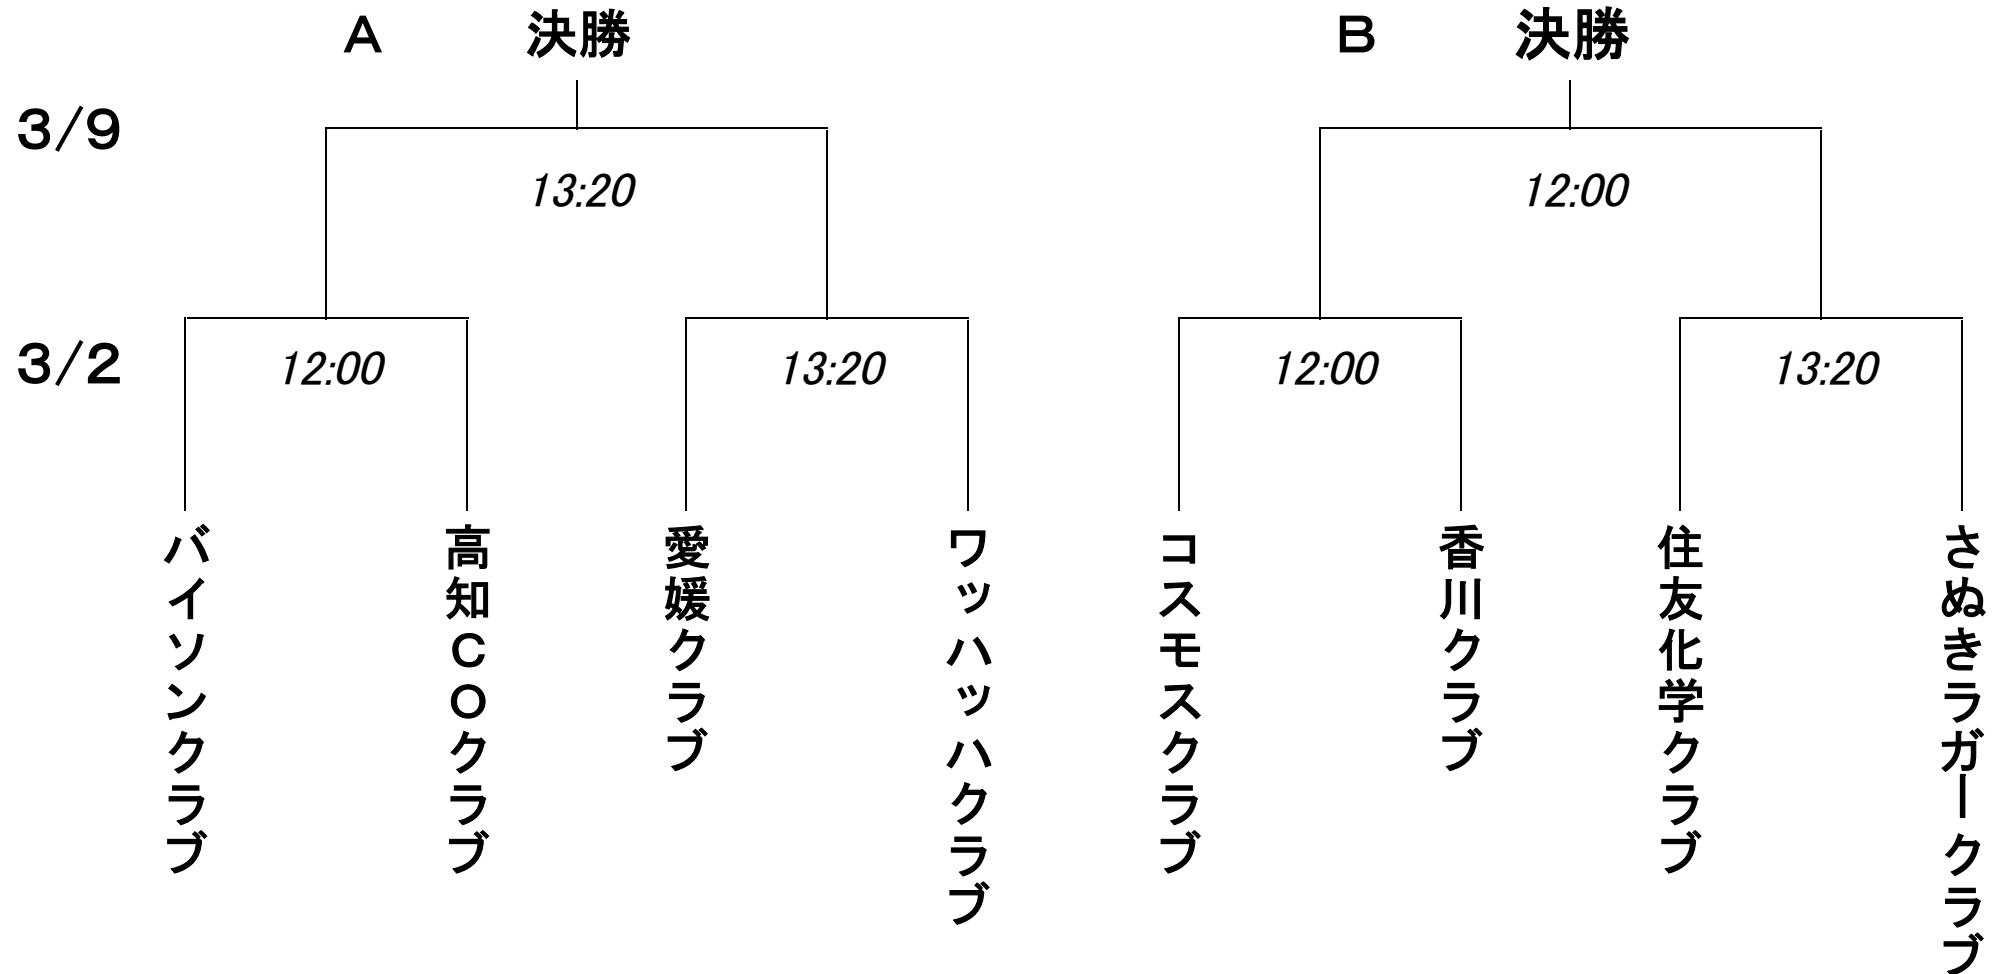 A 決勝
B 決勝
3/9
13:20
12:00
3/2
12:00
13:20
12:00
13:20
バイソンクラブ
高知COクラブ
愛媛クラブ
ワッハッハクラブ
コスモスクラブ
香川クラブ
住友化学クラブ
さぬきラガークラブ